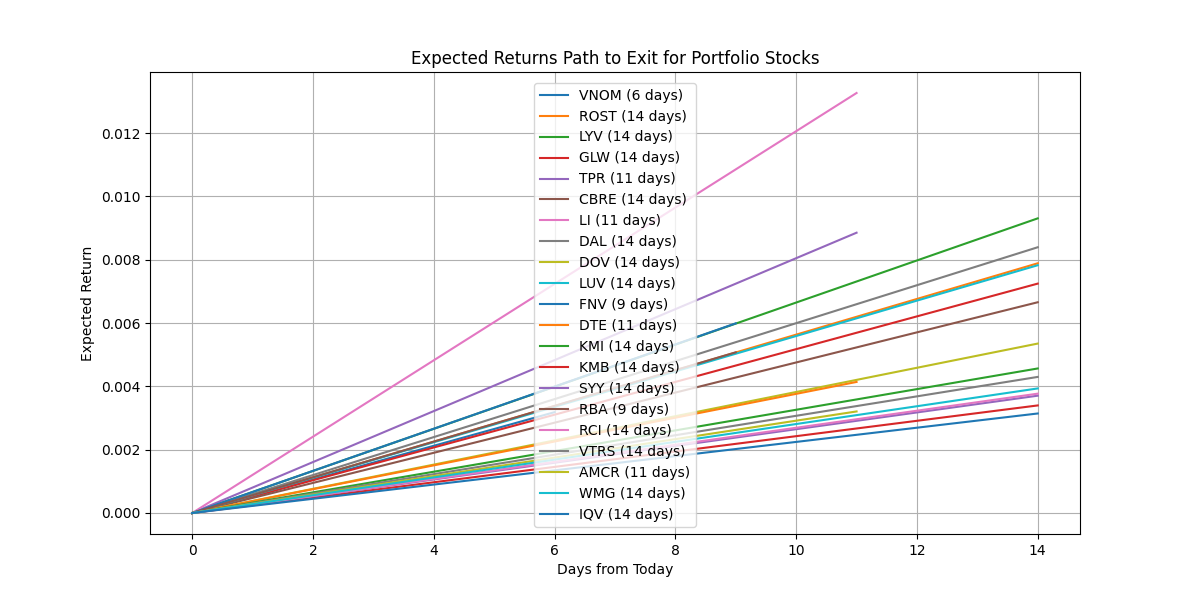 Expected Returns Path to Exit for Portfolio Stocks
Expected Return
0.012
0.010
0.008
0.006
0.004
0.002
0.000
VNOM (6 days)
ROST (14 days)
LYV (14 days)
GLW (14 days)
TPR (11 days)
CBRE (14 days)
LI (11 days)
DAL (14 days)
DOV (14 days)
LUV (14 days)
FNV (9 days)
DTE (11 days)
KMI (14 days)
KMB (14 days)
SYY (14 days)
RBA (9 days)
RCI (14 days)
VTRS (14 days)
AMCR (11 days)
WMG (14 days)
IQV (14 days)
0 2 4 6 8 10 12 14
Days from Today